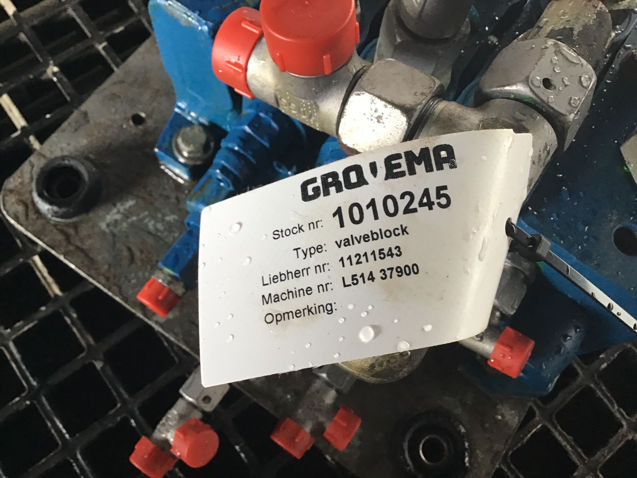 GROVEMA
Stock nr: 1010245
Type: valveblock
Liebherr nr: 11211543
Machine nr: L514 37900
Opmerking: